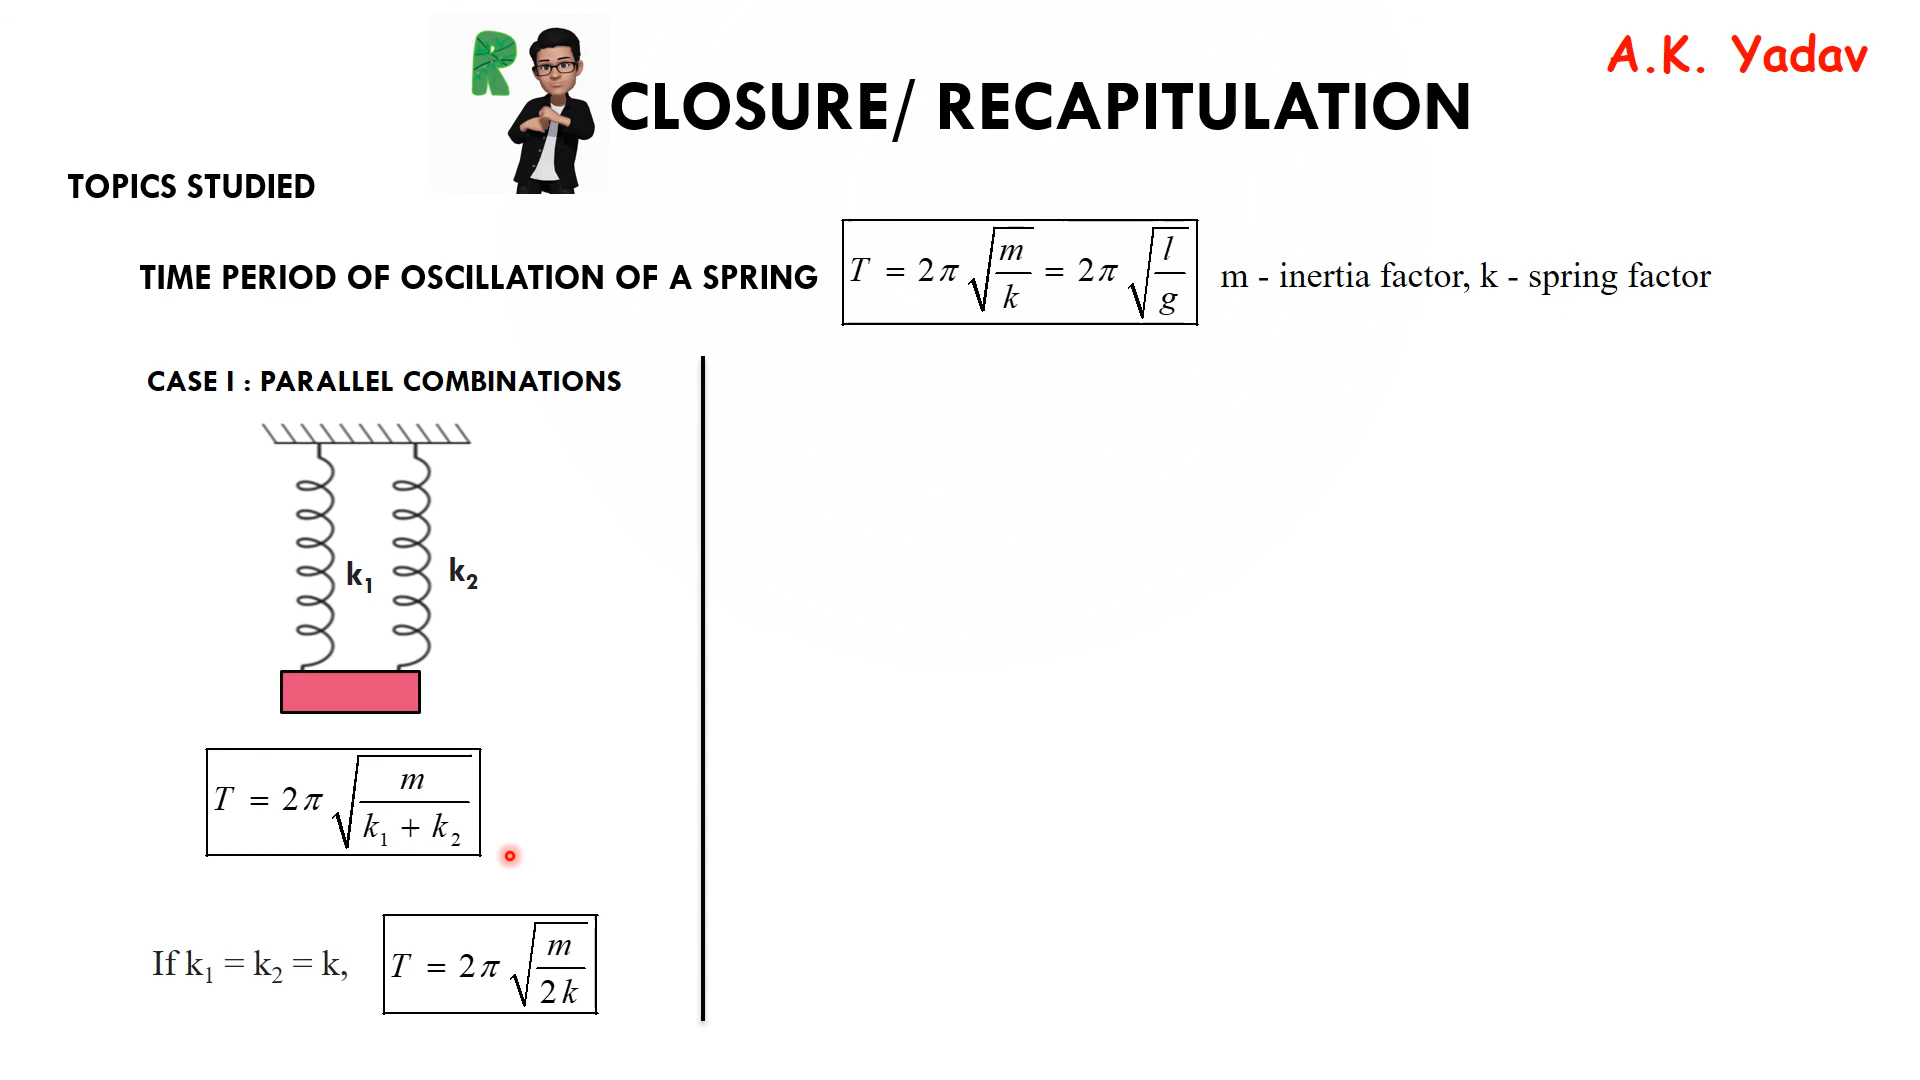 A.K. Yadav
R
CLOSURE/ RECAPITULATION
TOPICS STUDIED
TIME PERIOD OF OSCILLATION OF A SPRING T = 2π √(m/k) = 2π √(l/g) m - inertia factor, k - spring factor
CASE I : PARALLEL COMBINATIONS
k₁ k₂
T = 2π √(m/(k₁ + k₂))
If k₁ = k₂ = k, T = 2π √(m/2k)